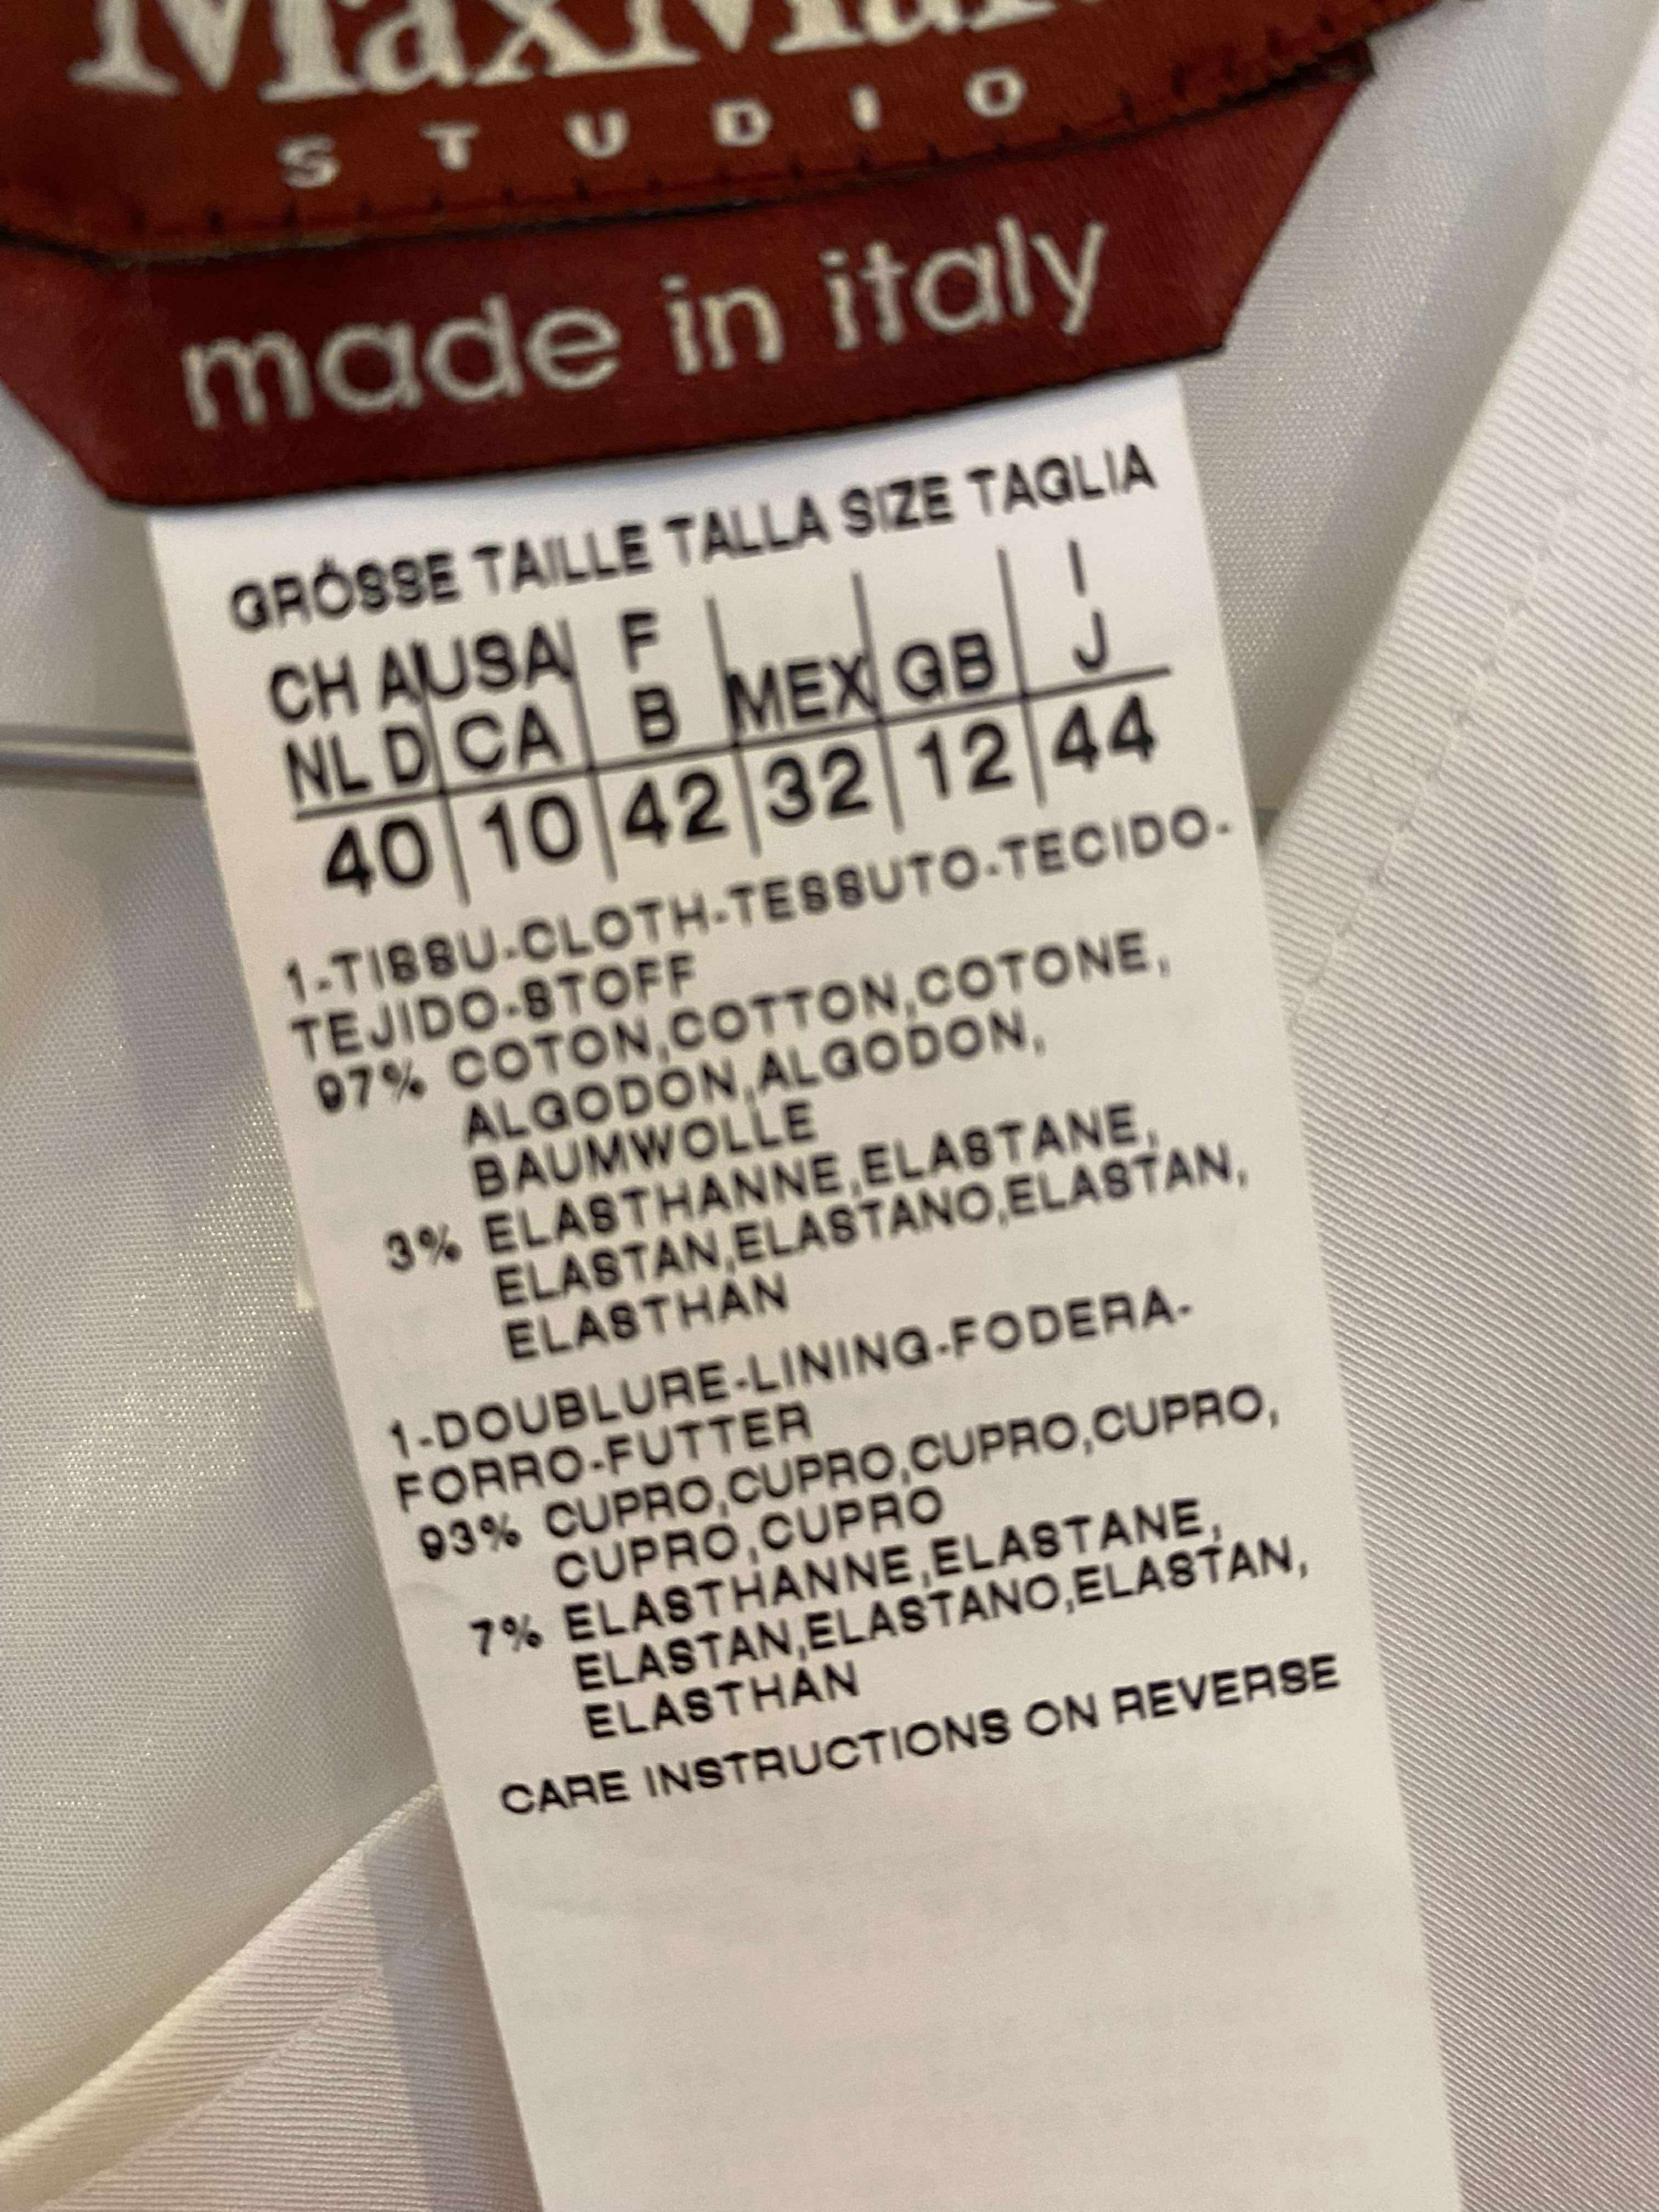 MaxMar
STUDIO
made in italy
GRÖSSE TAILLE TALLA SIZE TAGLIA
CH A USA F MEX GB I
NL D CA B J
40 10 42 32 12 44
1-TISSU-CLOTH-TESSUTO-TECIDO-
TEJIDO-STOFF
97% COTON,COTTON,COTONE,
ALGODON,ALGODON,
BAUMWOLLE
3% ELASTHANNE,ELASTANE,
ELASTAN,ELASTANO,ELASTAN,
ELASTHAN
1-DOUBLURE-LINING-FODERA-
FORRO-FUTTER
93% CUPRO,CUPRO,CUPRO,CUPRO,
CUPRO,CUPRO
7% ELASTHANNE,ELASTANE,
ELASTAN,ELASTANO,ELASTAN,
ELASTHAN
CARE INSTRUCTIONS ON REVERSE